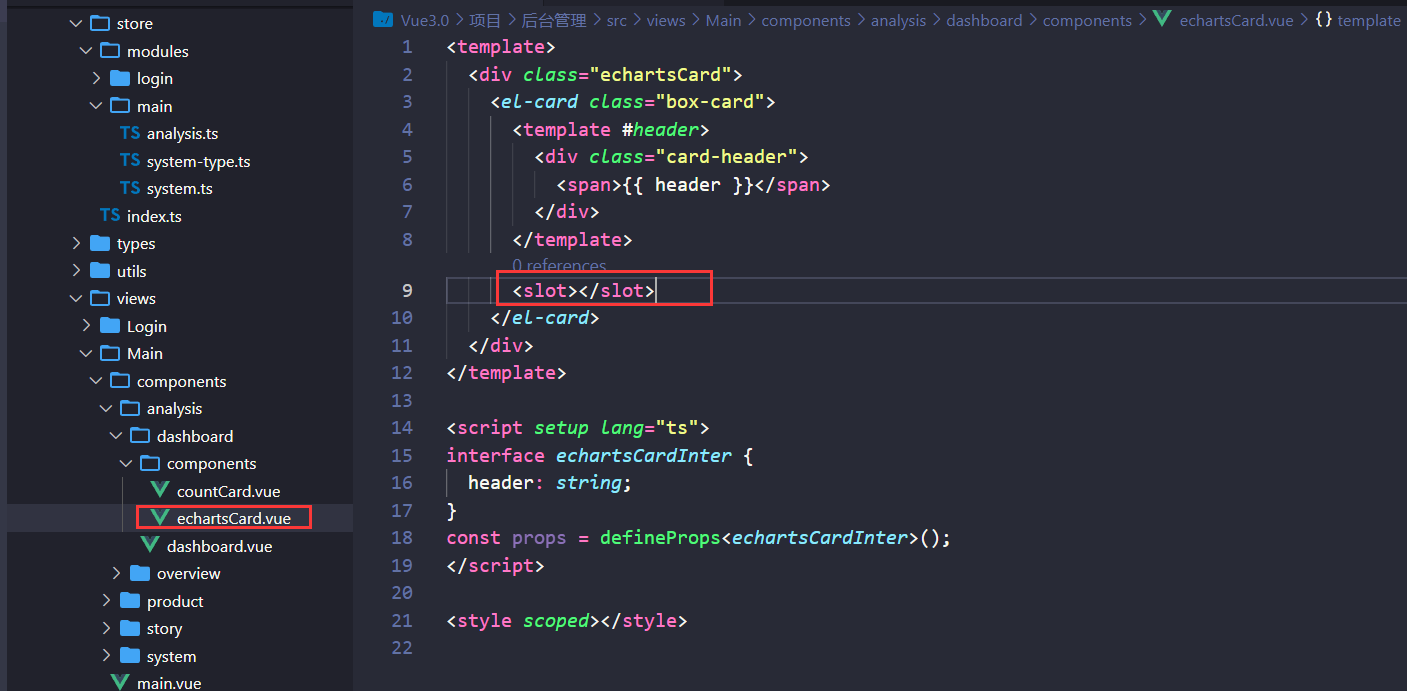 store
modules
login
main
TS analysis.ts
TS system-type.ts
TS system.ts
TS index.ts
types
utils
views
Login
Main
components
analysis
dashboard
components
countCard.vue
echartsCard.vue
dashboard.vue
overview
product
story
system
main.vue
Vue3.0 > 项目 > 后台管理 > src > views > Main > components > analysis > dashboard > components > echartsCard.vue > {} template
1 <template>
2 <div class="echartsCard">
3 <el-card class="box-card">
4 <template #header>
5 <div class="card-header">
6 <span>{{ header }}</span>
7 </div>
8 </template>
0 references
9 <slot></slot>
10 </el-card>
11 </div>
12 </template>
13
14 <script setup lang="ts">
15 interface echartsCardInter {
16 header: string;
17 }
18 const props = defineProps<echartsCardInter>();
19 </script>
20
21 <style scoped></style>
22